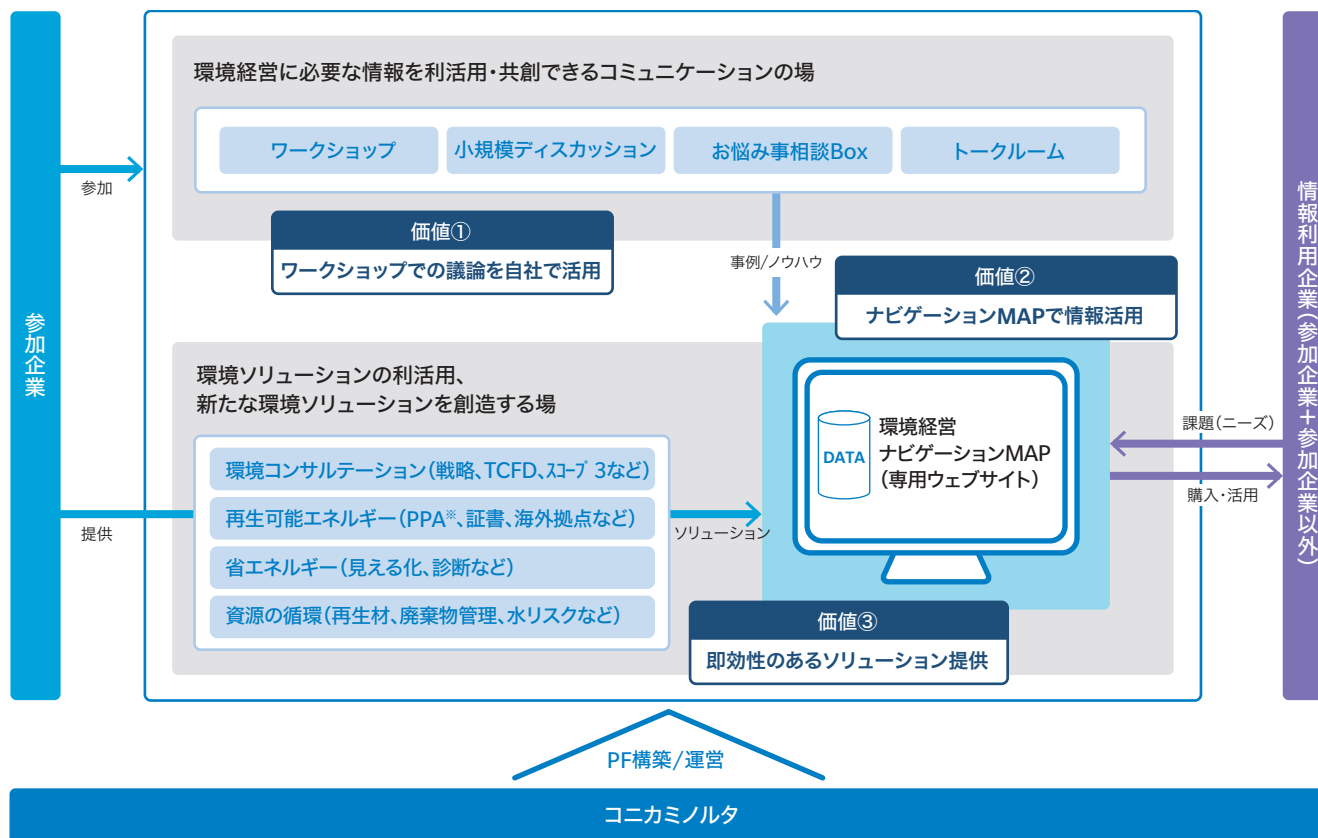 環境経営に必要な情報を利活用・共創できるコミュニケーションの場
ワークショップ
小規模ディスカッション
お悩み事相談Box
トークルーム
参加
価値①
ワークショップでの議論を自社で活用
事例/ノウハウ
価値②
ナビゲーションMAPで情報活用
参加企業
環境ソリューションの利活用、
新たな環境ソリューションを創造する場
環境コンサルテーション(戦略、TCFD、ｽｺｰﾌﾟ 3など)
再生可能エネルギー(PPA※、証書、海外拠点など)
省エネルギー(見える化、診断など)
資源の循環(再生材、廃棄物管理、水リスクなど)
提供
ソリューション
DATA
環境経営
ナビゲーションMAP
(専用ウェブサイト)
価値③
即効性のあるソリューション提供
課題(ニーズ)
購入・活用
情報利用企業(参加企業＋参加企業以外)
PF構築/運営
コニカミノルタ